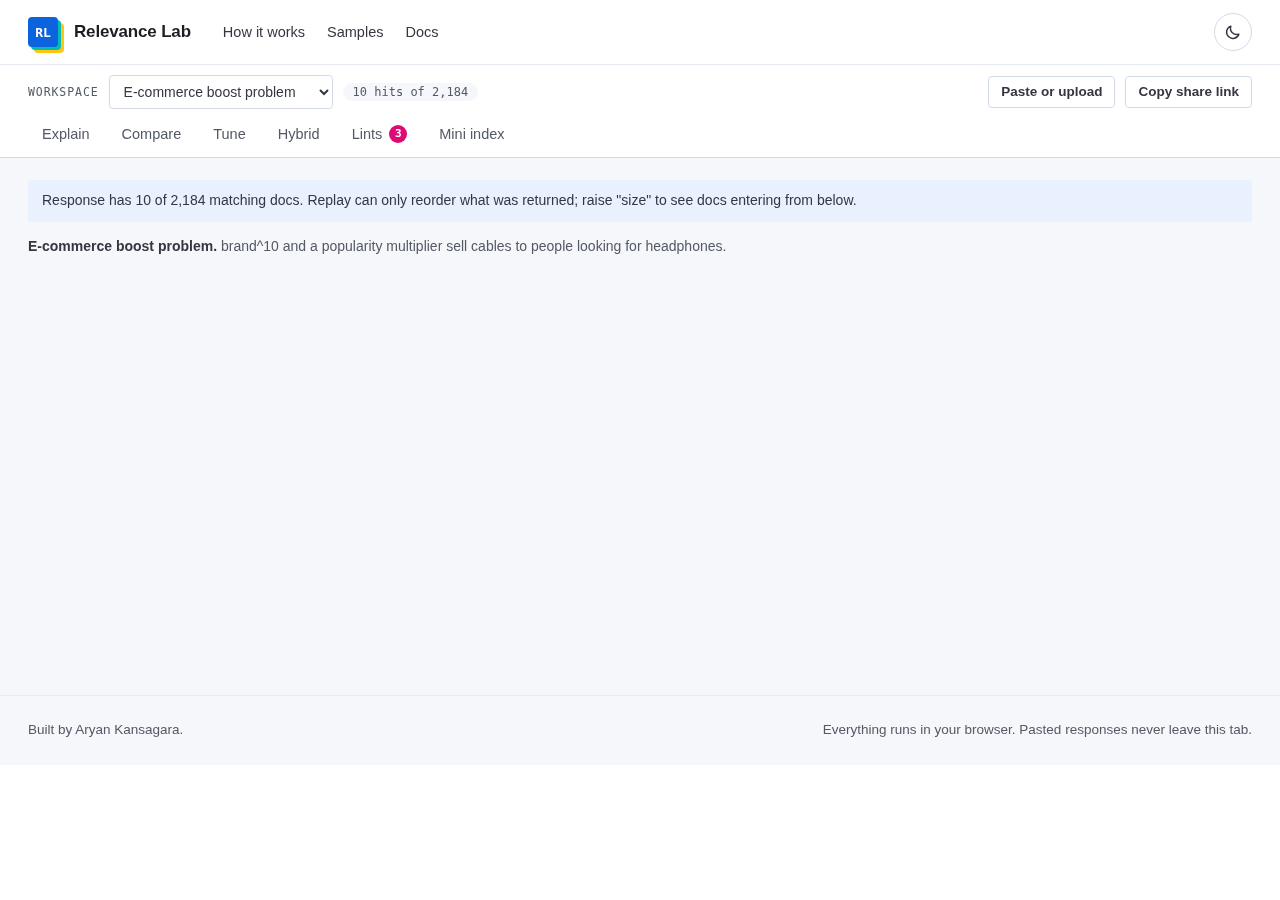 RL Relevance Lab How it works Samples Docs
WORKSPACE E-commerce boost problem 10 hits of 2,184 Paste or upload Copy share link
Explain Compare Tune Hybrid Lints 3 Mini index
Response has 10 of 2,184 matching docs. Replay can only reorder what was returned; raise "size" to see docs entering from below.
E-commerce boost problem. brand^10 and a popularity multiplier sell cables to people looking for headphones.
Built by Aryan Kansagara. Everything runs in your browser. Pasted responses never leave this tab.